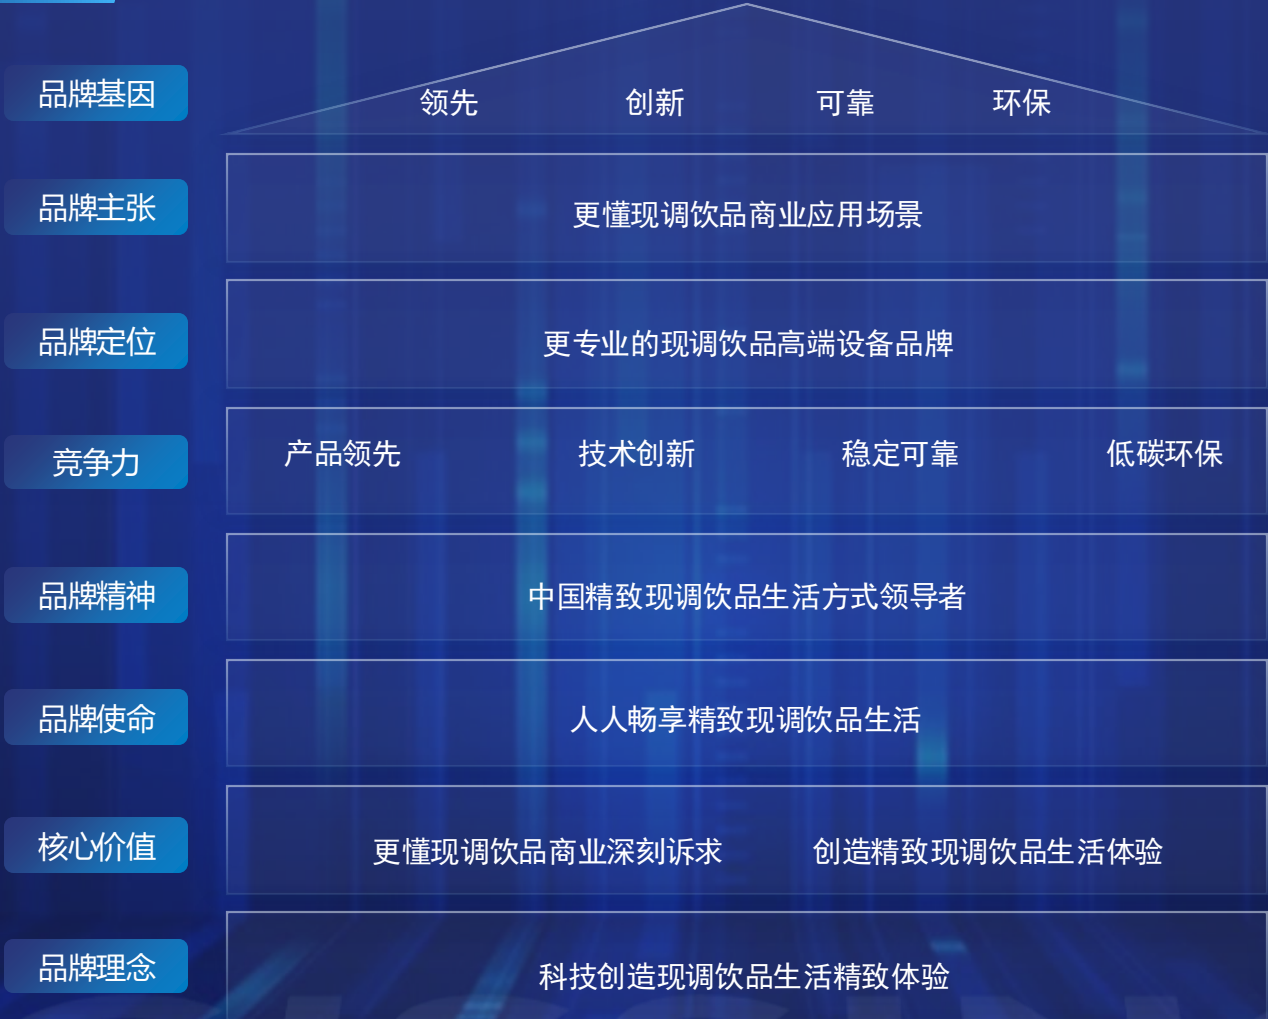 品牌基因
领先 创新 可靠 环保
品牌主张
更懂现调饮品商业应用场景
品牌定位
更专业的现调饮品高端设备品牌
竞争力
产品领先 技术创新 稳定可靠 低碳环保
品牌精神
中国精致现调饮品生活方式领导者
品牌使命
人人畅享精致现调饮品生活
核心价值
更懂现调饮品商业深刻诉求 创造精致现调饮品生活体验
品牌理念
科技创造现调饮品生活精致体验